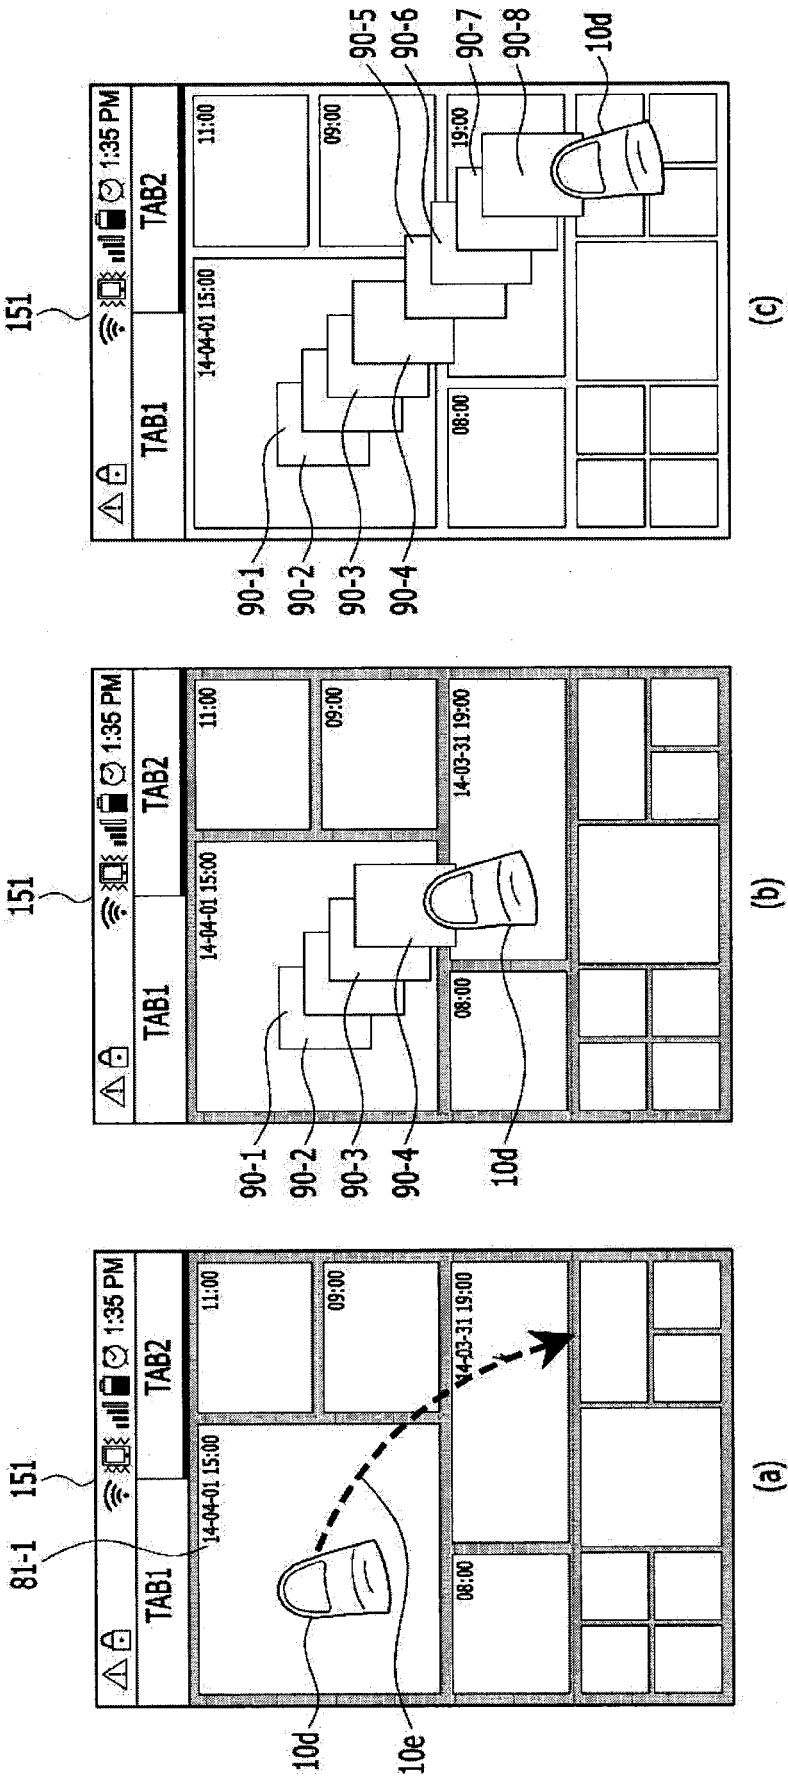 81-1
151
1:35 PM
TAB1 TAB2
14-04-01 15:00
11:00
09:00
08:00
14-03-31 19:00
10d
10e
(a)
151
1:35 PM
TAB1 TAB2
14-04-01 15:00
11:00
09:00
08:00
14-03-31 19:00
90-1
90-2
90-3
90-4
10d
(b)
151
1:35 PM
TAB1 TAB2
14-04-01 15:00
11:00
09:00
08:00
19:00
90-1
90-2
90-3
90-4
90-5
90-6
90-7
90-8
10d
(c)